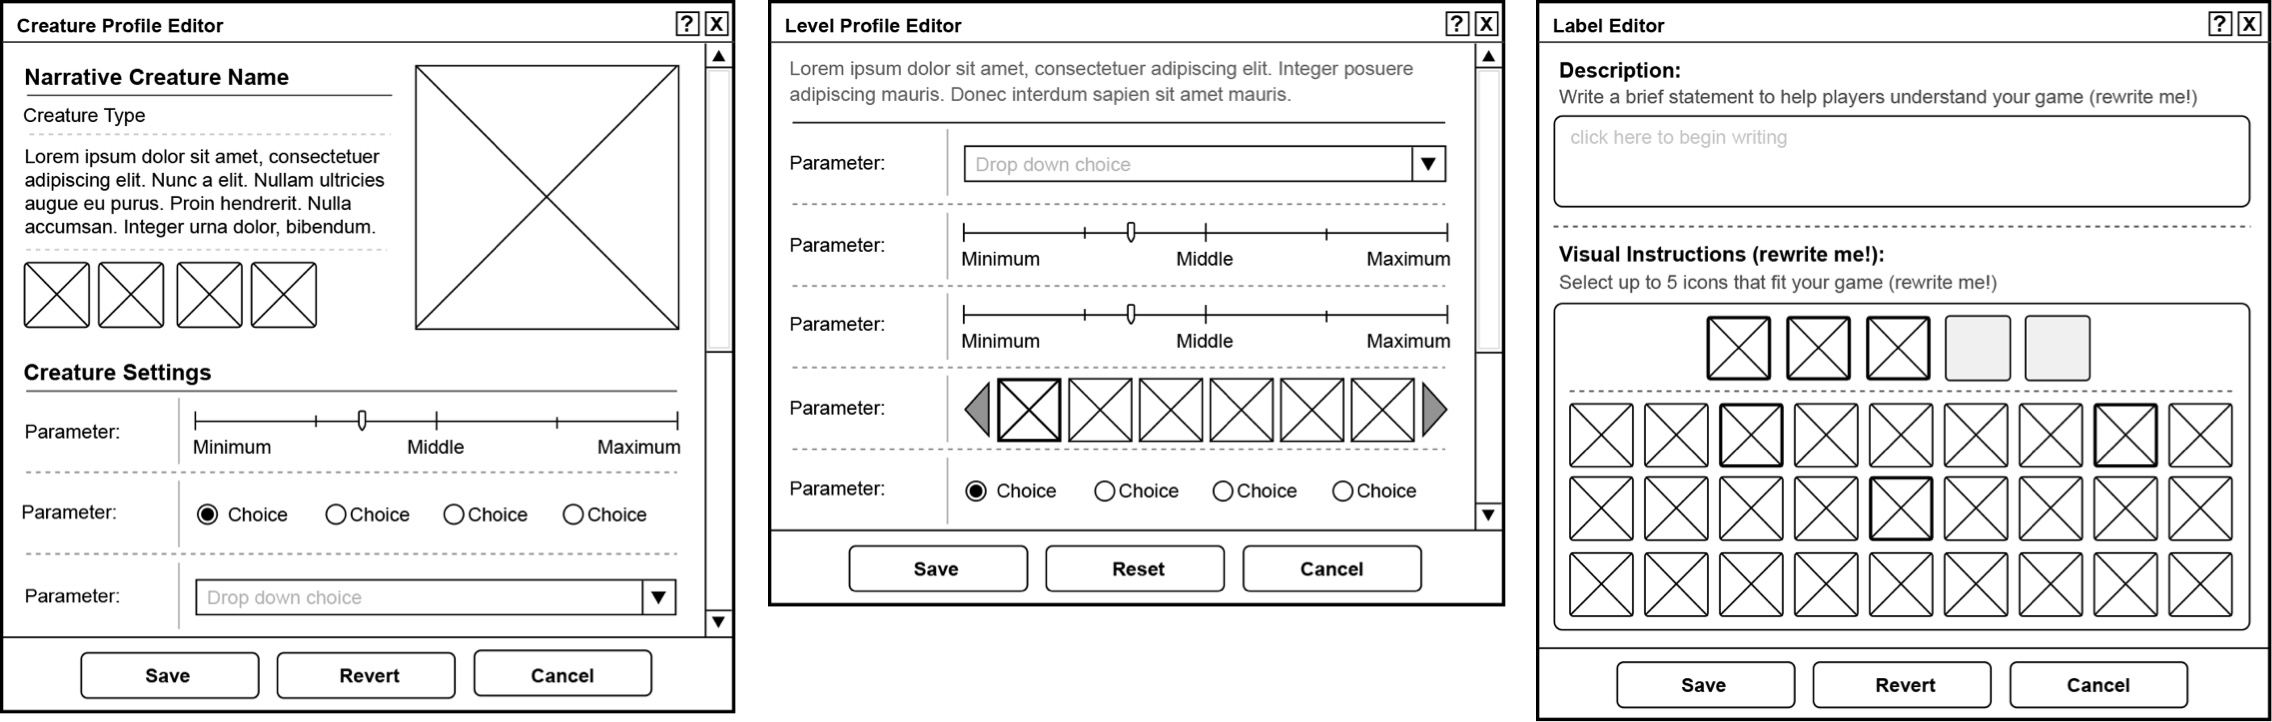 Creature Profile Editor
? X
Narrative Creature Name
Creature Type
Lorem ipsum dolor sit amet, consectetuer
adipiscing elit. Nunc a elit. Nullam ultricies
augue eu purus. Proin hendrerit. Nulla
accumsan. Integer urna dolor, bibendum.
Creature Settings
Parameter:
Minimum Middle Maximum
Parameter:
Choice Choice Choice Choice
Parameter:
Drop down choice
Save Revert Cancel
Level Profile Editor
? X
Lorem ipsum dolor sit amet, consectetuer adipiscing elit. Integer posuere
adipiscing mauris. Donec interdum sapien sit amet mauris.
Parameter:
Drop down choice
Parameter:
Minimum Middle Maximum
Parameter:
Minimum Middle Maximum
Parameter:
Parameter:
Choice Choice Choice Choice
Save Reset Cancel
Label Editor
? X
Description:
Write a brief statement to help players understand your game (rewrite me!)
click here to begin writing
Visual Instructions (rewrite me!):
Select up to 5 icons that fit your game (rewrite me!)
Save Revert Cancel